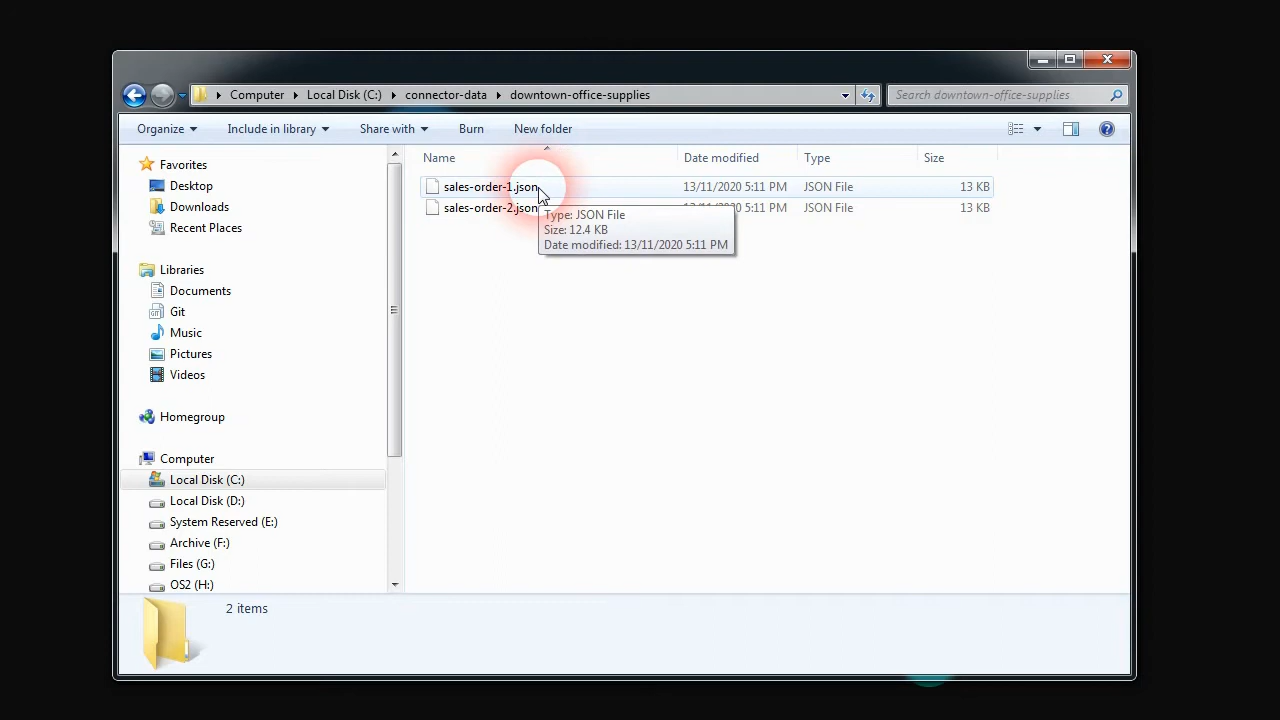 Computer Local Disk (C:) connector-data downtown-office-supplies Search downtown-office-supplies
Organize Include in library Share with Burn New folder
Favorites
Desktop
Downloads
Recent Places
Libraries
Documents
Git
Music
Pictures
Videos
Homegroup
Computer
Local Disk (C:)
Local Disk (D:)
System Reserved (E:)
Archive (F:)
Files (G:)
OS2 (H:)
Name Date modified Type Size
sales-order-1.json 13/11/2020 5:11 PM JSON File 13 KB
sales-order-2.json 5:11 PM JSON File 13 KB
Type: JSON File
Size: 12.4 KB
Date modified: 13/11/2020 5:11 PM
2 items